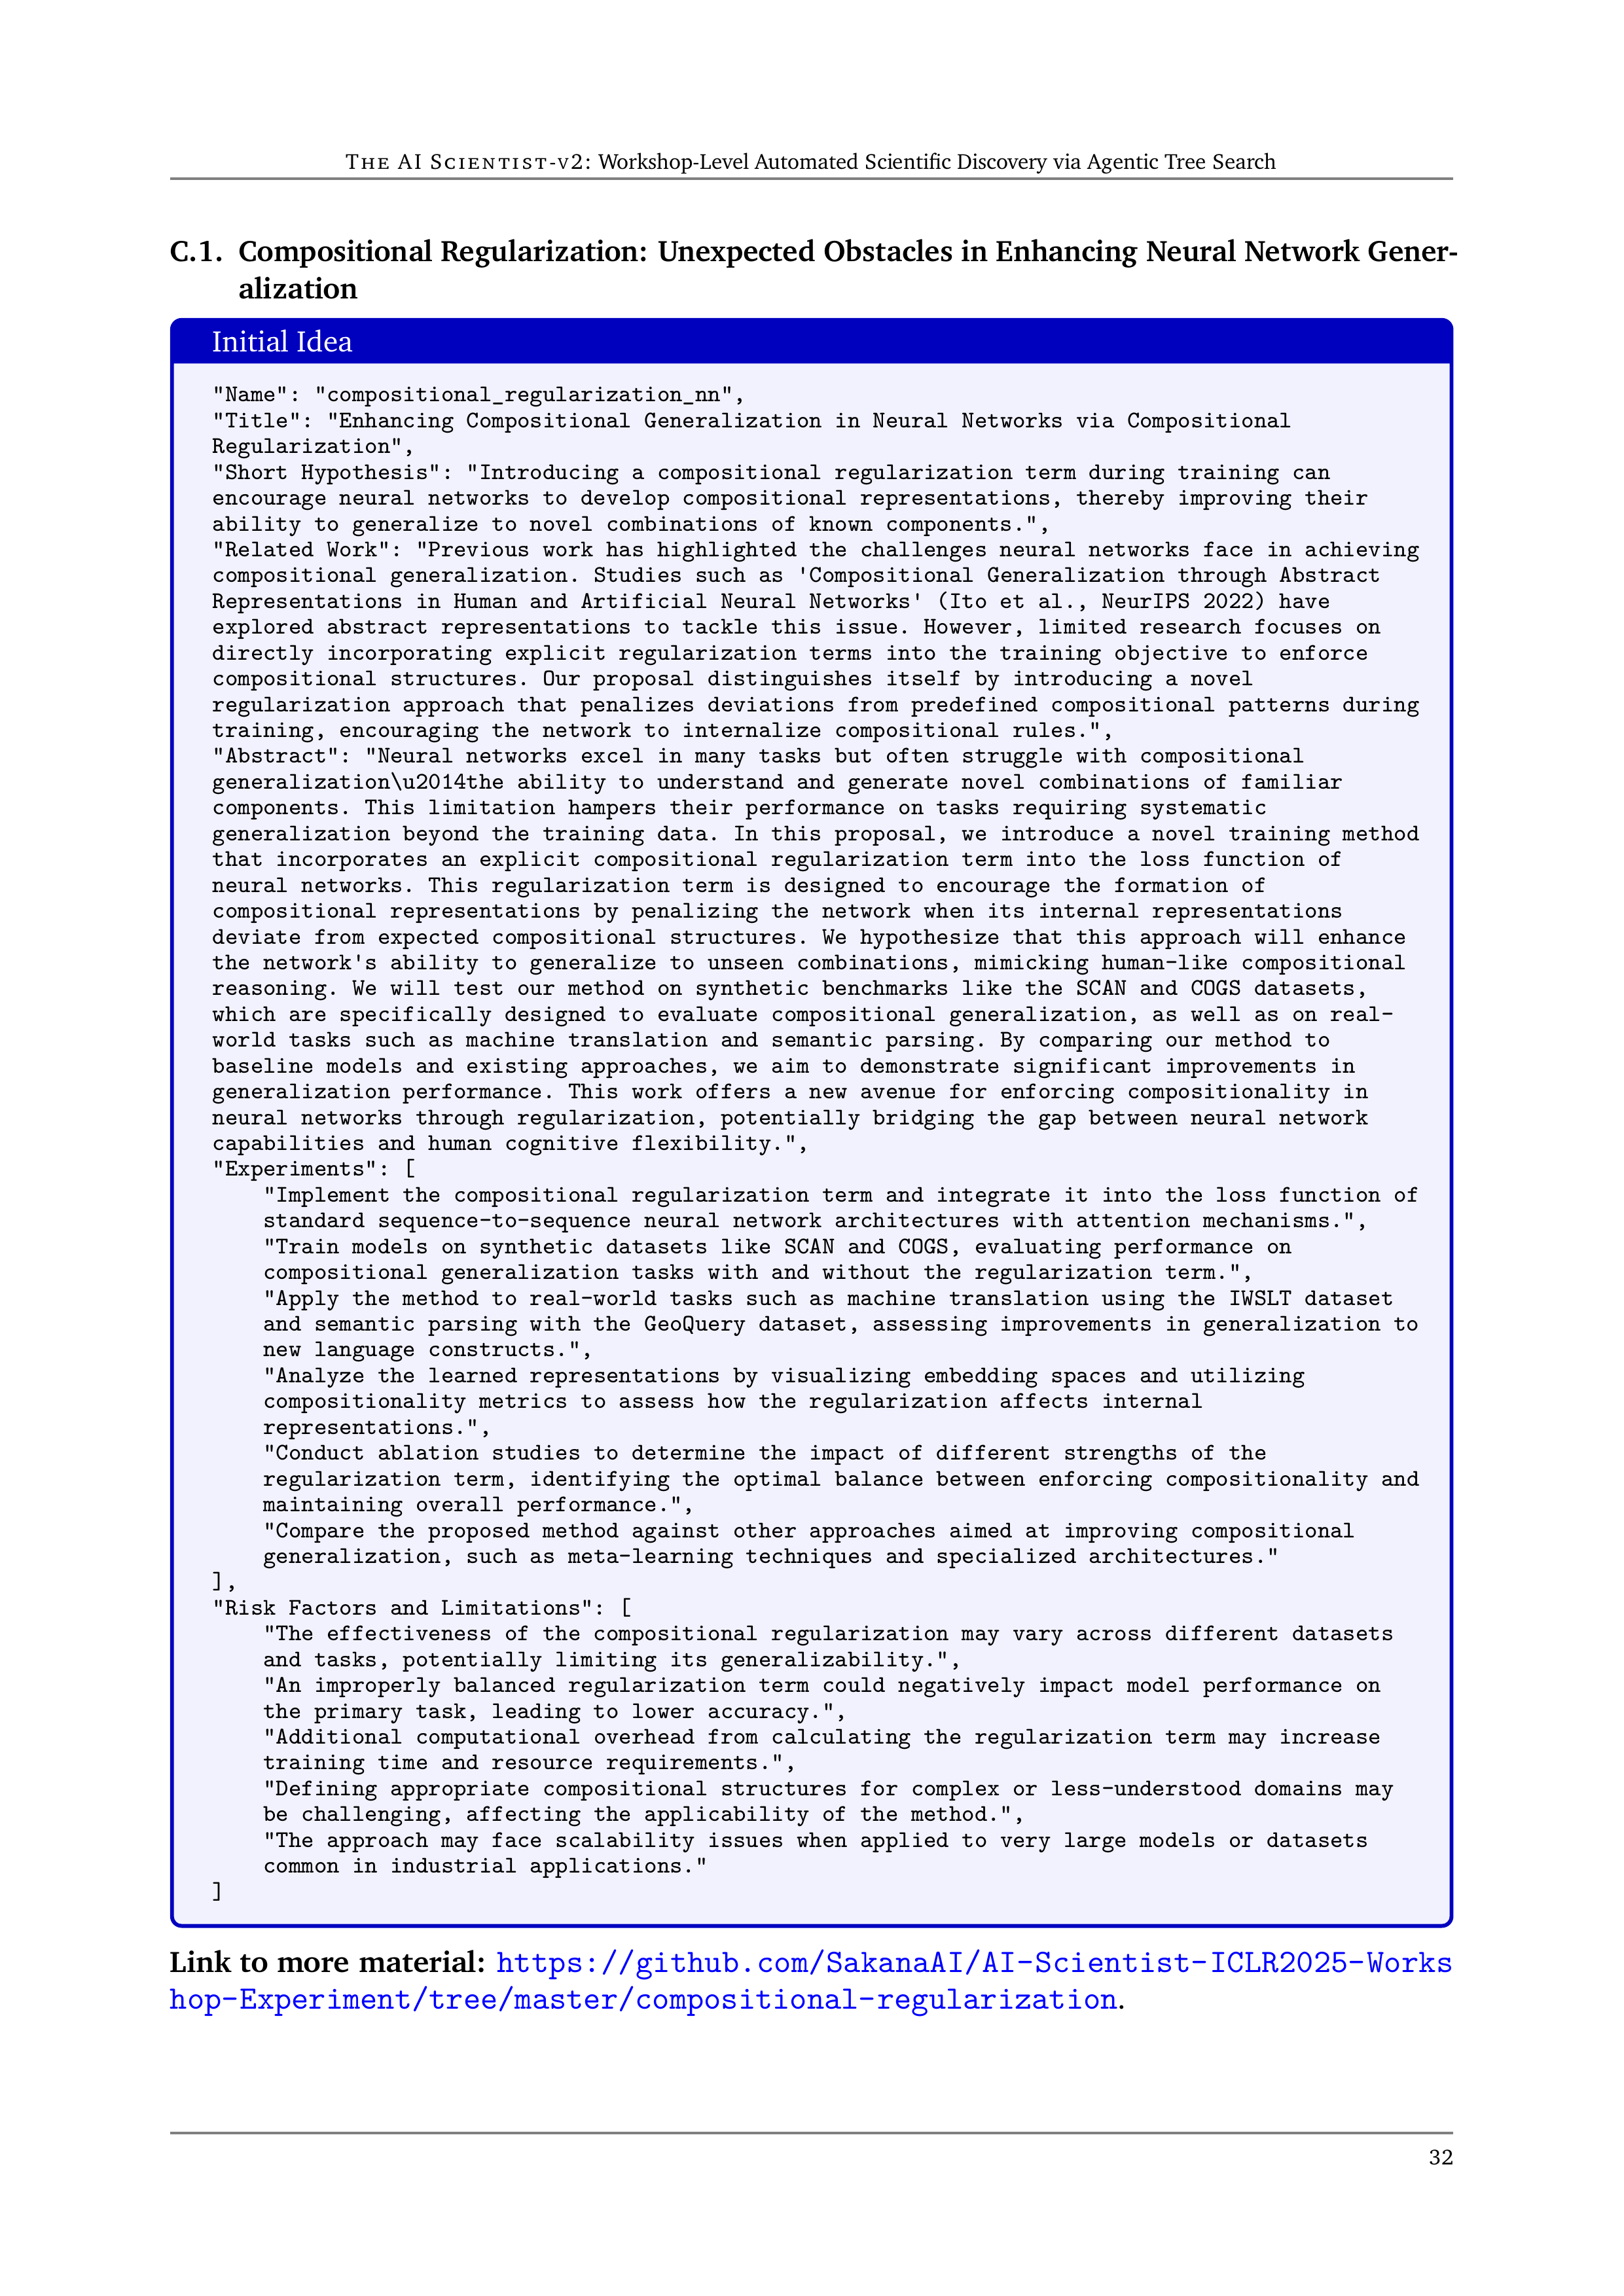 THE AI SCIENTIST-V2: Workshop-Level Automated Scientific Discovery via Agentic Tree Search
C.1. Compositional Regularization: Unexpected Obstacles in Enhancing Neural Network Gener-
alization
Initial Idea
"Name": "compositional_regularization_nn",
"Title": "Enhancing Compositional Generalization in Neural Networks via Compositional
Regularization",
"Short Hypothesis": "Introducing a compositional regularization term during training can
encourage neural networks to develop compositional representations, thereby improving their
ability to generalize to novel combinations of known components.",
"Related Work": "Previous work has highlighted the challenges neural networks face in achieving
compositional generalization. Studies such as 'Compositional Generalization through Abstract
Representations in Human and Artificial Neural Networks' (Ito et al., NeurIPS 2022) have
explored abstract representations to tackle this issue. However, limited research focuses on
directly incorporating explicit regularization terms into the training objective to enforce
compositional structures. Our proposal distinguishes itself by introducing a novel
regularization approach that penalizes deviations from predefined compositional patterns during
training, encouraging the network to internalize compositional rules.",
"Abstract": "Neural networks excel in many tasks but often struggle with compositional
generalization\u2014the ability to understand and generate novel combinations of familiar
components. This limitation hampers their performance on tasks requiring systematic
generalization beyond the training data. In this proposal, we introduce a novel training method
that incorporates an explicit compositional regularization term into the loss function of
neural networks. This regularization term is designed to encourage the formation of
compositional representations by penalizing the network when its internal representations
deviate from expected compositional structures. We hypothesize that this approach will enhance
the network's ability to generalize to unseen combinations, mimicking human-like compositional
reasoning. We will test our method on synthetic benchmarks like the SCAN and COGS datasets,
which are specifically designed to evaluate compositional generalization, as well as on real-
world tasks such as machine translation and semantic parsing. By comparing our method to
baseline models and existing approaches, we aim to demonstrate significant improvements in
generalization performance. This work offers a new avenue for enforcing compositionality in
neural networks through regularization, potentially bridging the gap between neural network
capabilities and human cognitive flexibility.",
"Experiments": [
"Implement the compositional regularization term and integrate it into the loss function of
standard sequence-to-sequence neural network architectures with attention mechanisms.",
"Train models on synthetic datasets like SCAN and COGS, evaluating performance on
compositional generalization tasks with and without the regularization term.",
"Apply the method to real-world tasks such as machine translation using the IWSLT dataset
and semantic parsing with the GeoQuery dataset, assessing improvements in generalization to
new language constructs.",
"Analyze the learned representations by visualizing embedding spaces and utilizing
compositionality metrics to assess how the regularization affects internal
representations.",
"Conduct ablation studies to determine the impact of different strengths of the
regularization term, identifying the optimal balance between enforcing compositionality and
maintaining overall performance.",
"Compare the proposed method against other approaches aimed at improving compositional
generalization, such as meta-learning techniques and specialized architectures."
],
"Risk Factors and Limitations": [
"The effectiveness of the compositional regularization may vary across different datasets
and tasks, potentially limiting its generalizability.",
"An improperly balanced regularization term could negatively impact model performance on
the primary task, leading to lower accuracy.",
"Additional computational overhead from calculating the regularization term may increase
training time and resource requirements.",
"Defining appropriate compositional structures for complex or less-understood domains may
be challenging, affecting the applicability of the method.",
"The approach may face scalability issues when applied to very large models or datasets
common in industrial applications."
]
Link to more material: https://github.com/SakanaAI/AI-Scientist-ICLR2025-Works
hop-Experiment/tree/master/compositional-regularization.
32